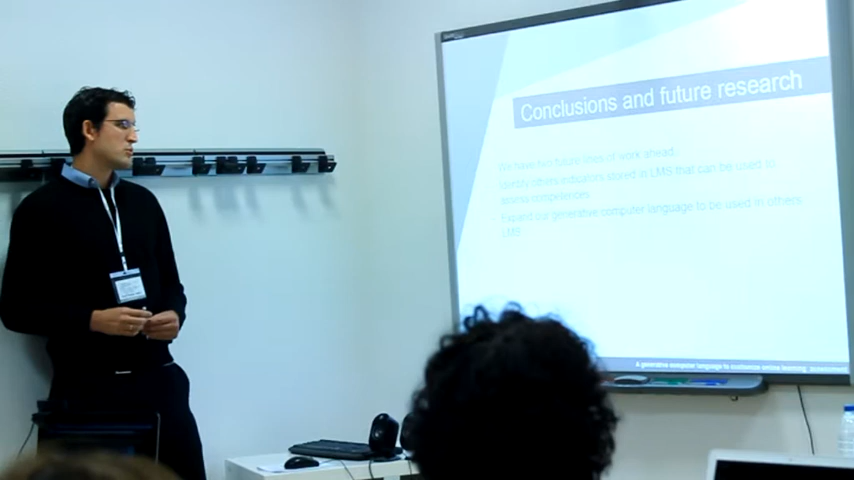 Conclusions and future research
We have two future lines of work ahead:
Identify others indicators stored in LMS that can be used to
assess competences.
Expand our generative computer language to be used in others
LMS.
A generative computer language to customize online learning assessments